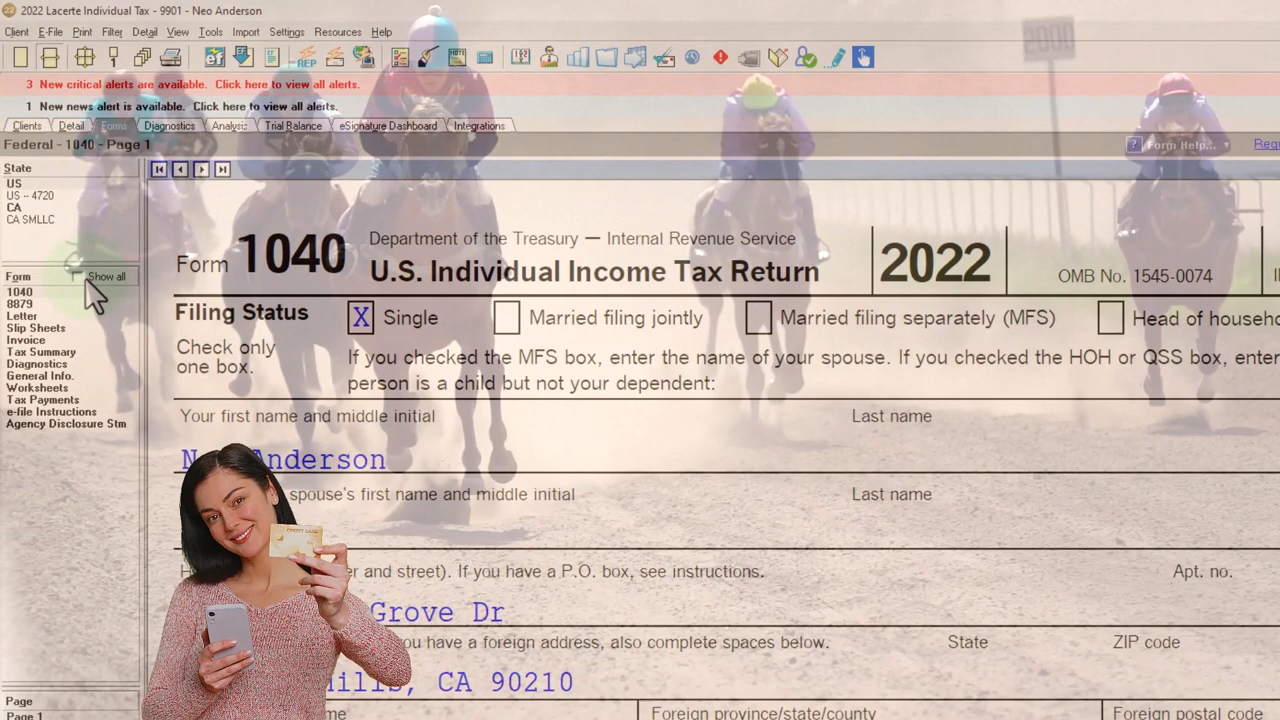 2022 Lacerte Individual Tax - 9901 - Neo Anderson
Client E-File Print Filter Detail View Tools Import Settings Resources Help
3 New critical alerts are available. Click here to view all alerts.
1 New news alert is available. Click here to view all alerts.
Clients Detail Forms Diagnostics Analysis Trial Balance eSignature Dashboard Integrations
Federal - 1040 - Page 1
? Form Help...
State
US
US -- 4720
CA
CA SMLLC
Form Show all
1040
8879
Letter
Slip Sheets
Invoice
Tax Summary
Diagnostics
General Info.
Worksheets
Tax Payments
e-file Instructions
Agency Disclosure Stm
Page
Page 1
2000
Form 1040
Department of the Treasury — Internal Revenue Service
U.S. Individual Income Tax Return
2022
OMB No. 1545-0074
Filing Status
Check only
one box.
X Single Married filing jointly Married filing separately (MFS) Head of househo
If you checked the MFS box, enter the name of your spouse. If you checked the HOH or QSS box, enter
person is a child but not your dependent:
Your first name and middle initial Last name
Anderson
spouse's first name and middle initial Last name
er and street). If you have a P.O. box, see instructions. Apt. no.
Grove Dr
ou have a foreign address, also complete spaces below. State ZIP code
CA 90210
Foreign province/state/county Foreign postal code
CREDIT CARD